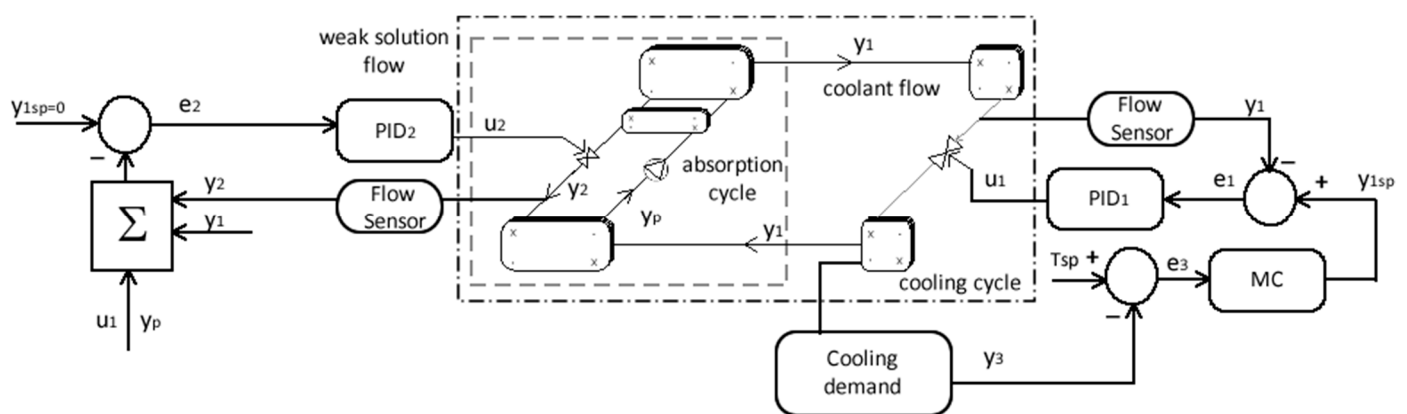 weak solution
flow
y1
coolant flow
y1sp=0
e2
PID2
u2
Flow
Sensor
y1
absorption
cycle
–
–
y2
y2
yp
u1
e1
+
y1sp
PID1
Flow
Sensor
Σ
y1
y1
Tsp +
e3
MC
cooling cycle
–
u1
yp
Cooling
demand
y3